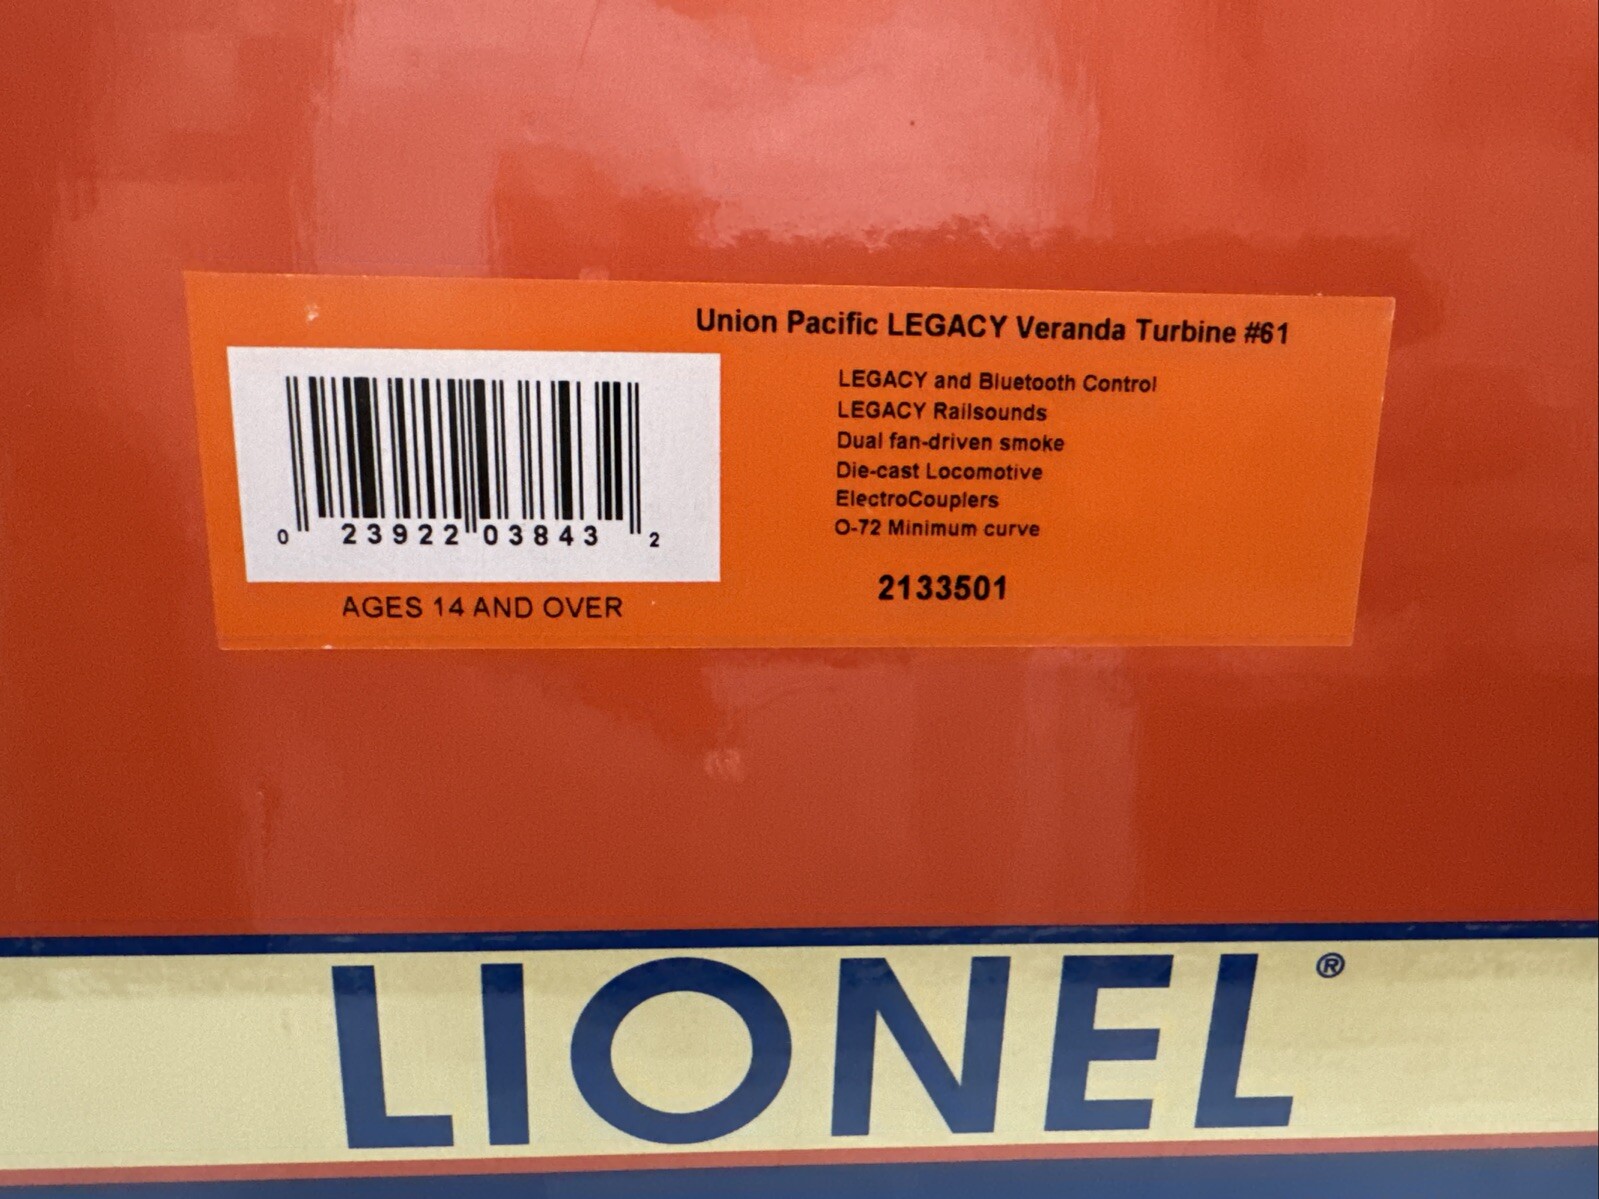 Union Pacific LEGACY Veranda Turbine #61
LEGACY and Bluetooth Control
LEGACY Railsounds
Dual fan-driven smoke
Die-cast Locomotive
ElectroCouplers
O-72 Minimum curve
2133501
0 23922 03843 2
AGES 14 AND OVER
LIONEL®